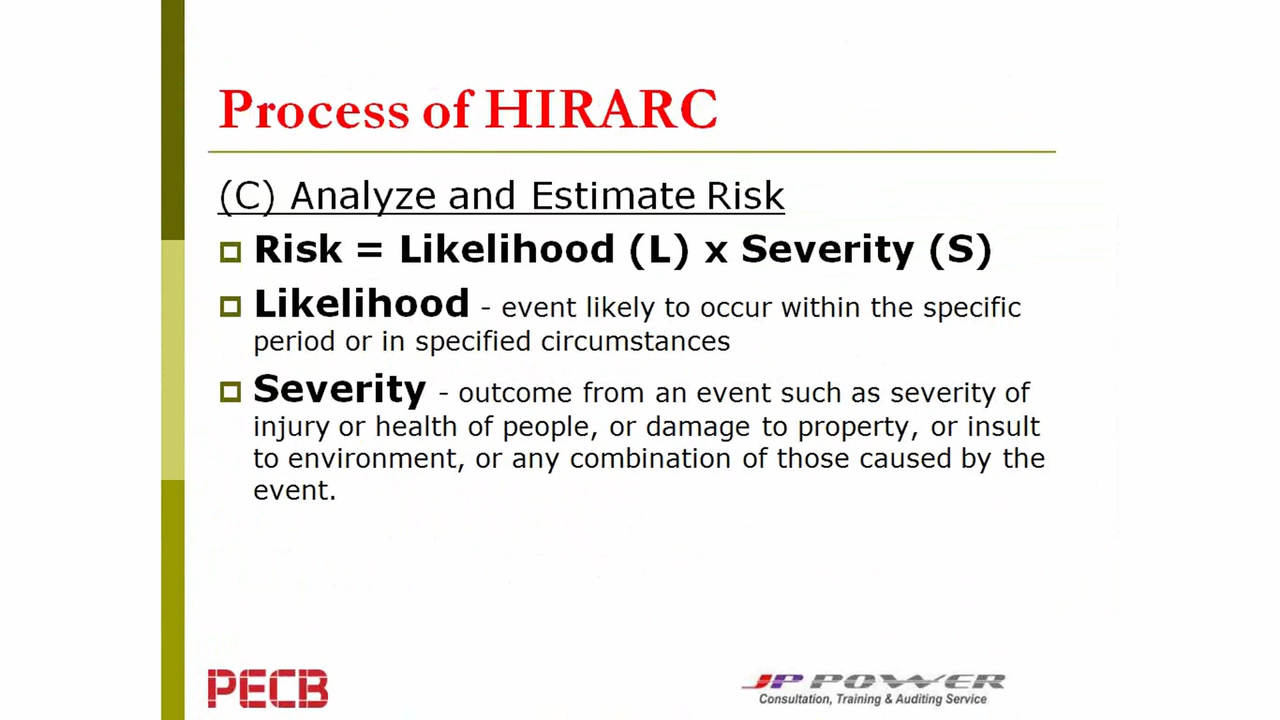 Process of HIRARC
(C) Analyze and Estimate Risk
Risk = Likelihood (L) x Severity (S)
Likelihood - event likely to occur within the specific
period or in specified circumstances
Severity - outcome from an event such as severity of
injury or health of people, or damage to property, or insult
to environment, or any combination of those caused by the
event.
PECB
JP POWER
Consultation, Training & Auditing Service